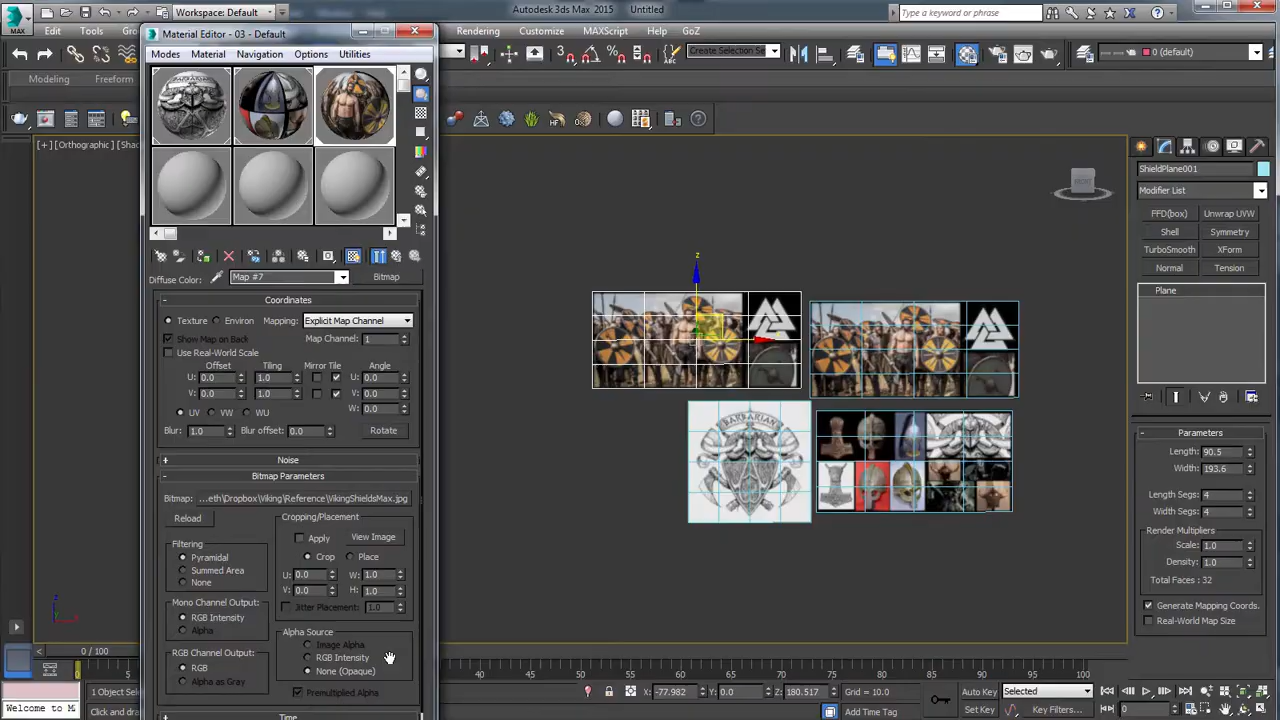 Workspace: Default
Autodesk 3ds Max 2015
Untitled
Type a keyword or phrase
MAX
Edit
Tools
Rendering
Customize
MAXScript
Help
GoZ
Material Editor - 03 - Default
Modes
Material
Navigation
Options
Utilities
Create Selection Se
0 (default)
Modeling
Freeform
[+] [Orthographic] [Shac
BARBARIAN
FRONT
z
ShieldPlane001
Modifier List
FFD(box)
Unwrap UVW
Shell
Symmetry
TurboSmooth
XForm
Normal
Tension
Plane
Diffuse Color:
Map #7
Bitmap
Coordinates
Texture
Environ
Mapping:
Explicit Map Channel
Show Map on Back
Map Channel:
1
Use Real-World Scale
Offset
Tiling
Mirror Tile
Angle
U: 0.0
1.0
U: 0.0
V: 0.0
1.0
V: 0.0
UV
VW
WU
W: 0.0
Blur: 1.0
Blur offset: 0.0
Rotate
Noise
Bitmap Parameters
Bitmap:
...eth\Dropbox\Viking\Reference\VikingShieldsMax.jpg
Reload
Cropping/Placement
Apply
View Image
Crop
Place
U: 0.0
W: 1.0
V: 0.0
H: 1.0
Jitter Placement: 1.0
Filtering
Pyramidal
Summed Area
None
Mono Channel Output:
RGB Intensity
Alpha
RGB Channel Output:
RGB
Alpha as Gray
Alpha Source
Image Alpha
RGB Intensity
None (Opaque)
Premultiplied Alpha
Time
BARBARIAN
Parameters
Length: 90.5
Width: 193.6
Length Segs: 4
Width Segs: 4
Render Multipliers
Scale: 1.0
Density: 1.0
Total Faces : 32
Generate Mapping Coords.
Real-World Map Size
z
x
y
0 / 100
0
50
55
60
65
70
75
80
85
90
95
100
1 Object Sel
X: -77.982
Y: 0.0
Z: 180.517
Grid = 10.0
Auto Key
Selected
Welcome to M
Click and drag
Add Time Tag
Set Key
Key Filters...
0